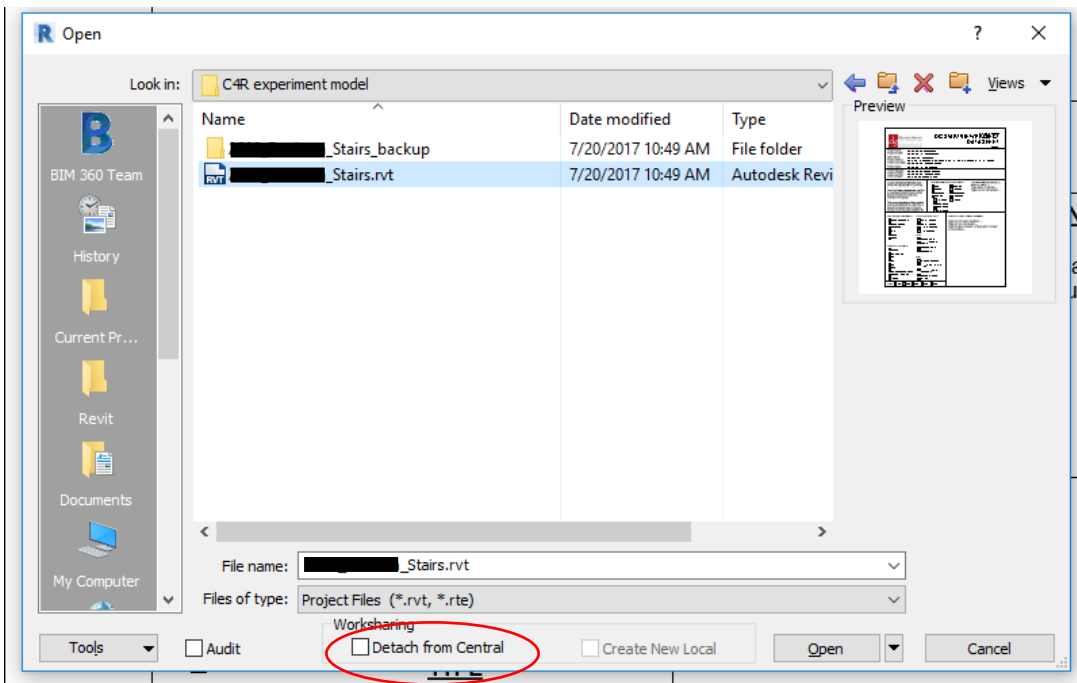 Open
?
Look in:
C4R experiment model
Views
Preview
Name
Date modified
Type
_Stairs_backup
7/20/2017 10:49 AM
File folder
_Stairs.rvt
7/20/2017 10:49 AM
Autodesk Revi
BIM 360 Team
History
Current Pr...
Revit
Documents
My Computer
File name:
_Stairs.rvt
Files of type:
Project Files (*.rvt, *.rte)
Worksharing
Tools
Audit
Detach from Central
Create New Local
Open
Cancel